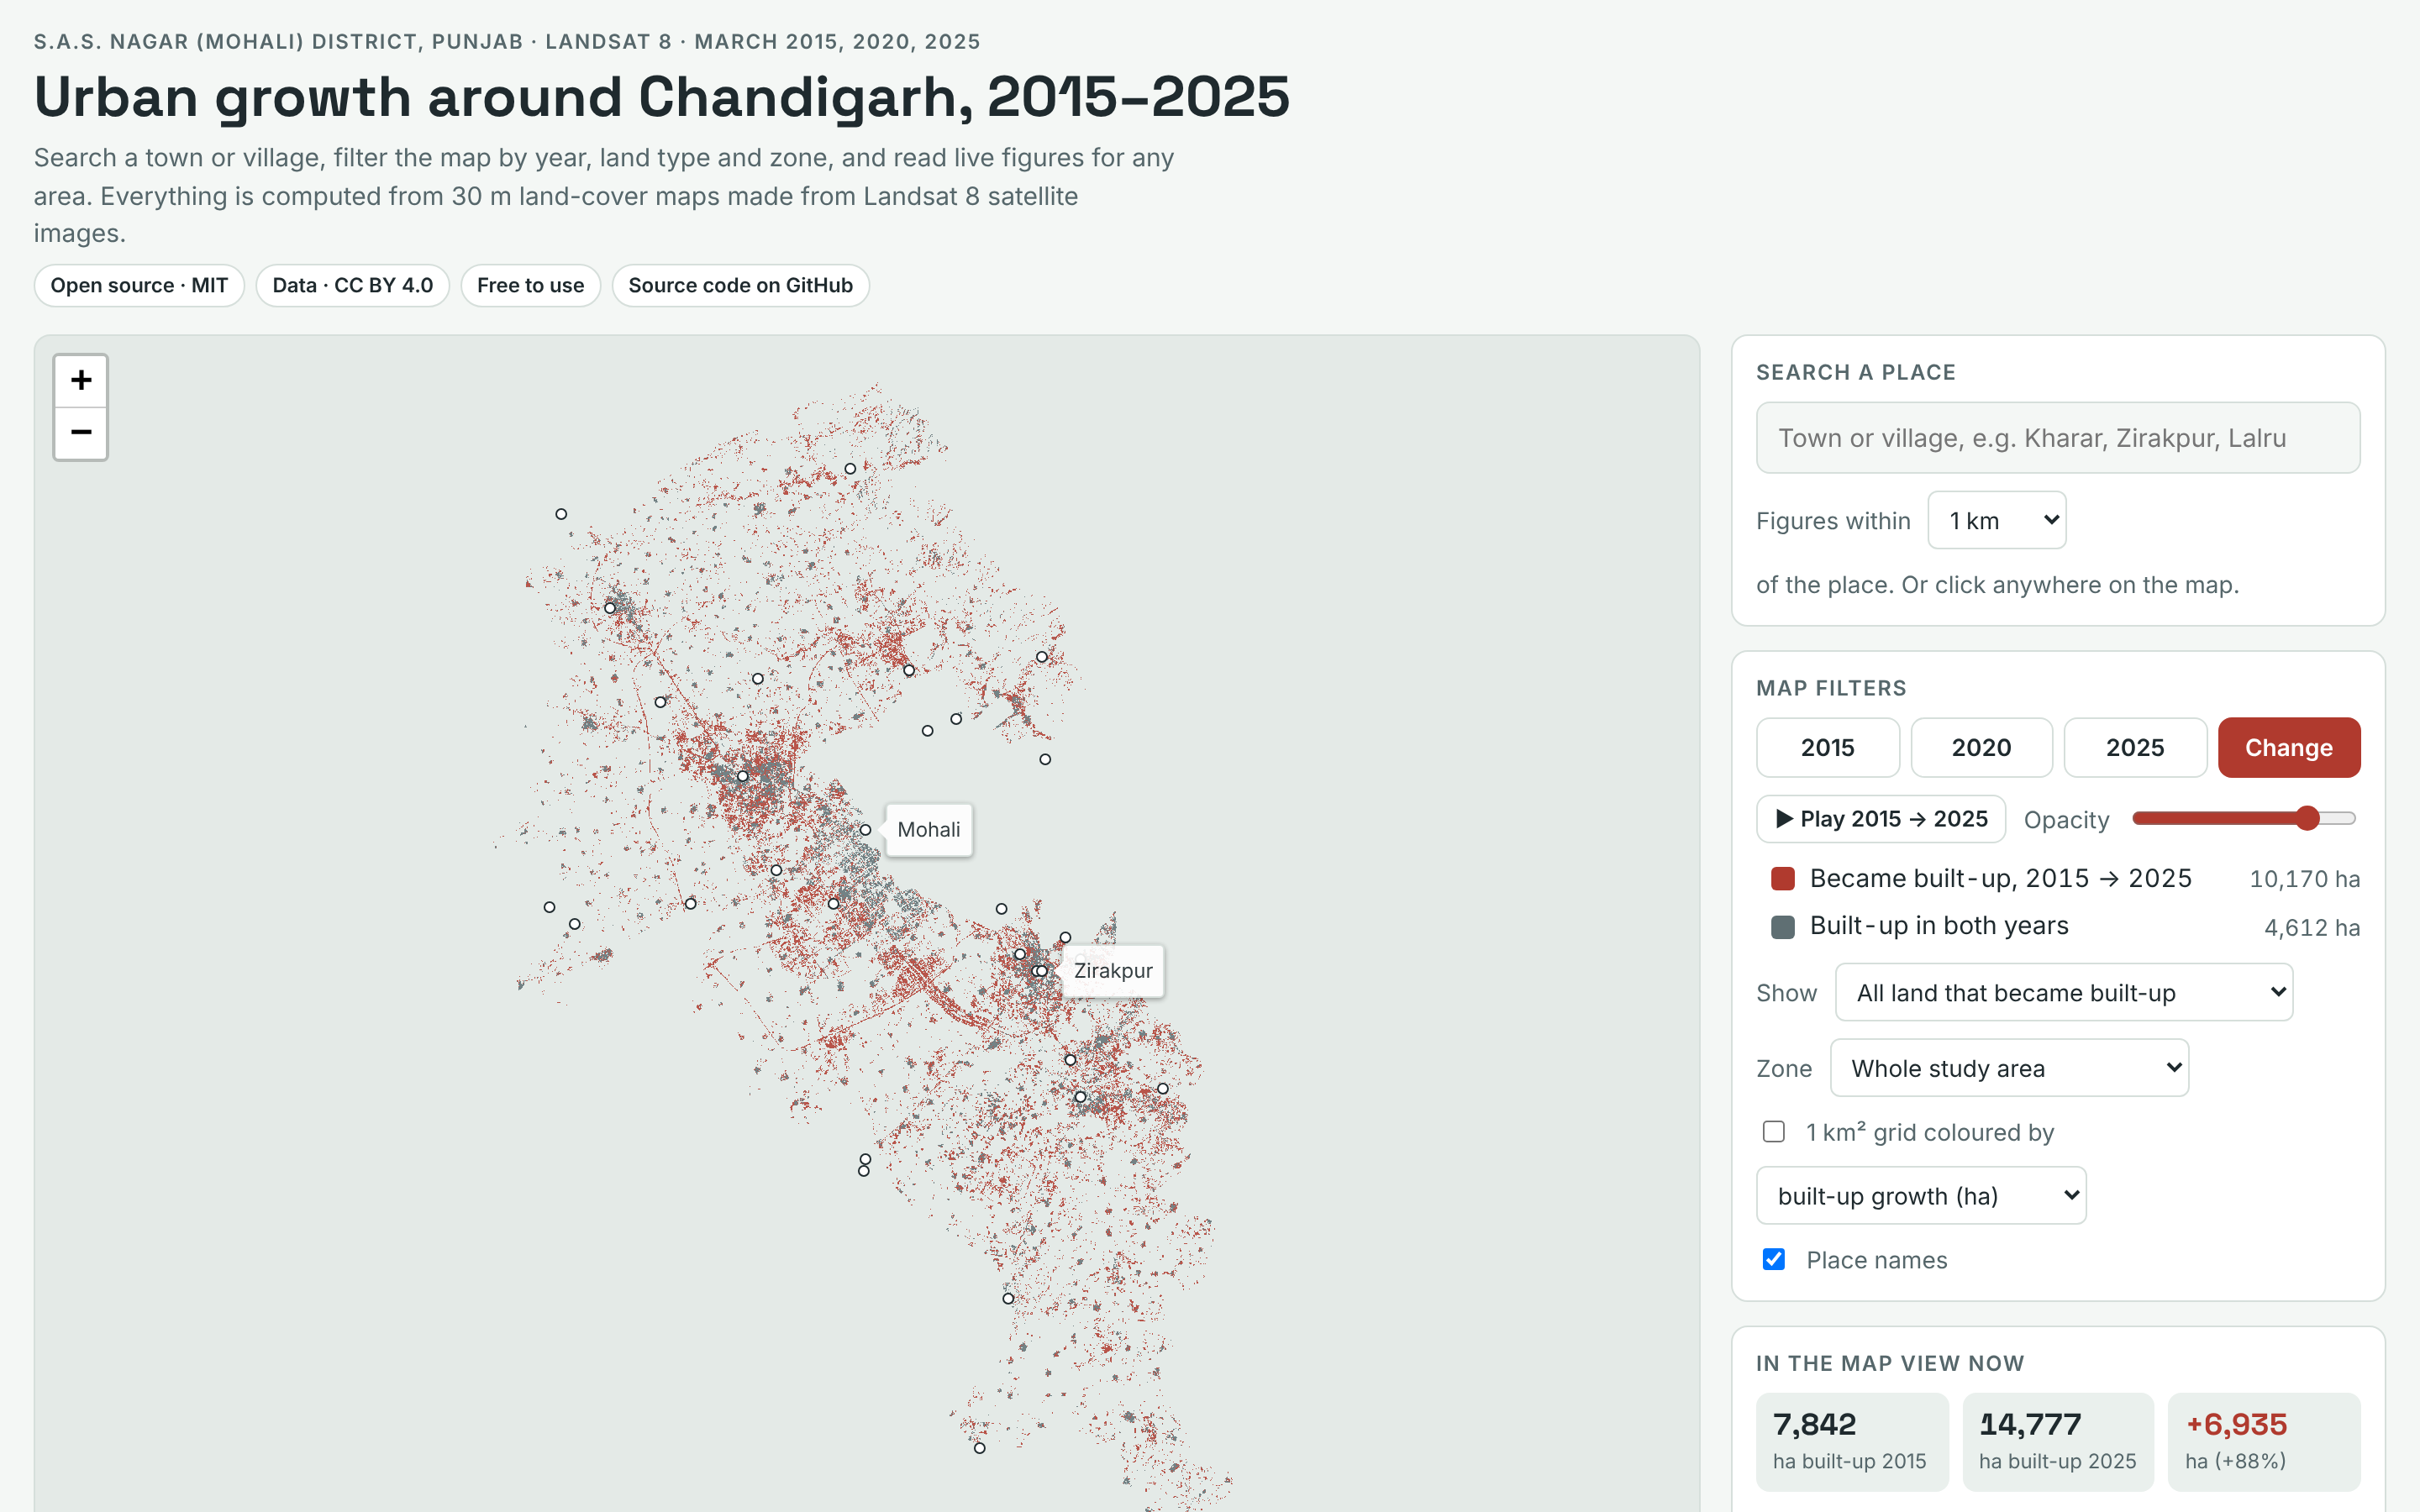 S.A.S. NAGAR (MOHALI) DISTRICT, PUNJAB · LANDSAT 8 · MARCH 2015, 2020, 2025
Urban growth around Chandigarh, 2015–2025
Search a town or village, filter the map by year, land type and zone, and read live figures for any
area. Everything is computed from 30 m land-cover maps made from Landsat 8 satellite
images.
Open source · MIT
Data · CC BY 4.0
Free to use
Source code on GitHub
+
−
Mohali
Zirakpur
SEARCH A PLACE
Town or village, e.g. Kharar, Zirakpur, Lalru
Figures within 1 km
of the place. Or click anywhere on the map.
MAP FILTERS
2015 2020 2025 Change
▶ Play 2015 → 2025 Opacity
Became built-up, 2015 → 2025 10,170 ha
Built-up in both years 4,612 ha
Show All land that became built-up
Zone Whole study area
1 km² grid coloured by
built-up growth (ha)
Place names
IN THE MAP VIEW NOW
7,842 14,777 +6,935
ha built-up 2015 ha built-up 2025 ha (+88%)